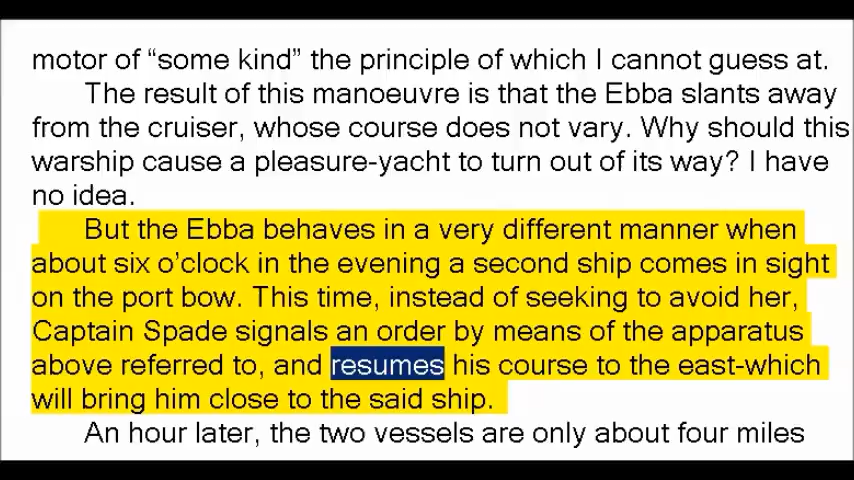 motor of “some kind” the principle of which I cannot guess at.
The result of this manoeuvre is that the Ebba slants away
from the cruiser, whose course does not vary. Why should this
warship cause a pleasure-yacht to turn out of its way? I have
no idea.
But the Ebba behaves in a very different manner when
about six o’clock in the evening a second ship comes in sight
on the port bow. This time, instead of seeking to avoid her,
Captain Spade signals an order by means of the apparatus
above referred to, and resumes his course to the east-which
will bring him close to the said ship.
An hour later, the two vessels are only about four miles